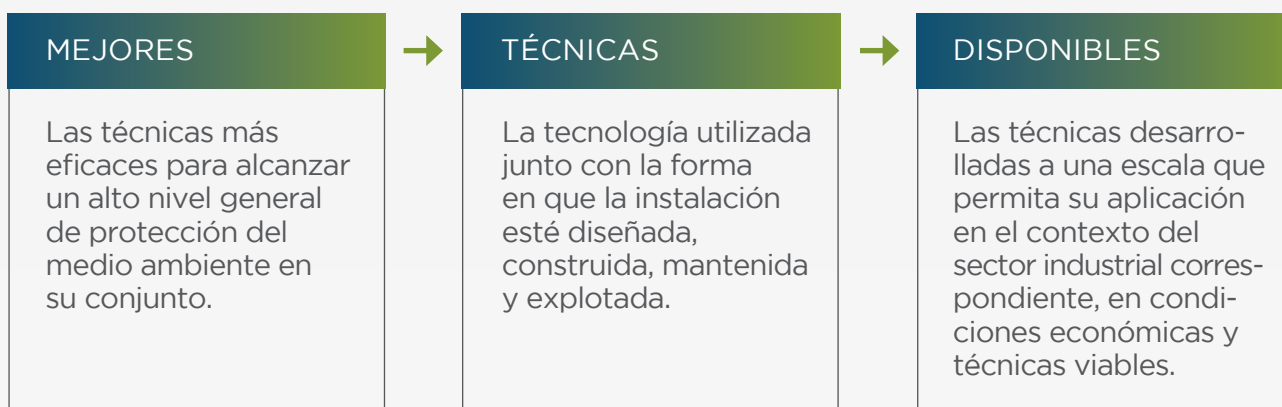 MEJORES
Las técnicas más
eficaces para alcanzar
un alto nivel general
de protección del
medio ambiente en
su conjunto.
TÉCNICAS
La tecnología utilizada
junto con la forma
en que la instalación
esté diseñada,
construida, mantenida
y explotada.
DISPONIBLES
Las técnicas desarro-
lladas a una escala que
permita su aplicación
en el contexto del
sector industrial corres-
pondiente, en condi-
ciones económicas y
técnicas viables.